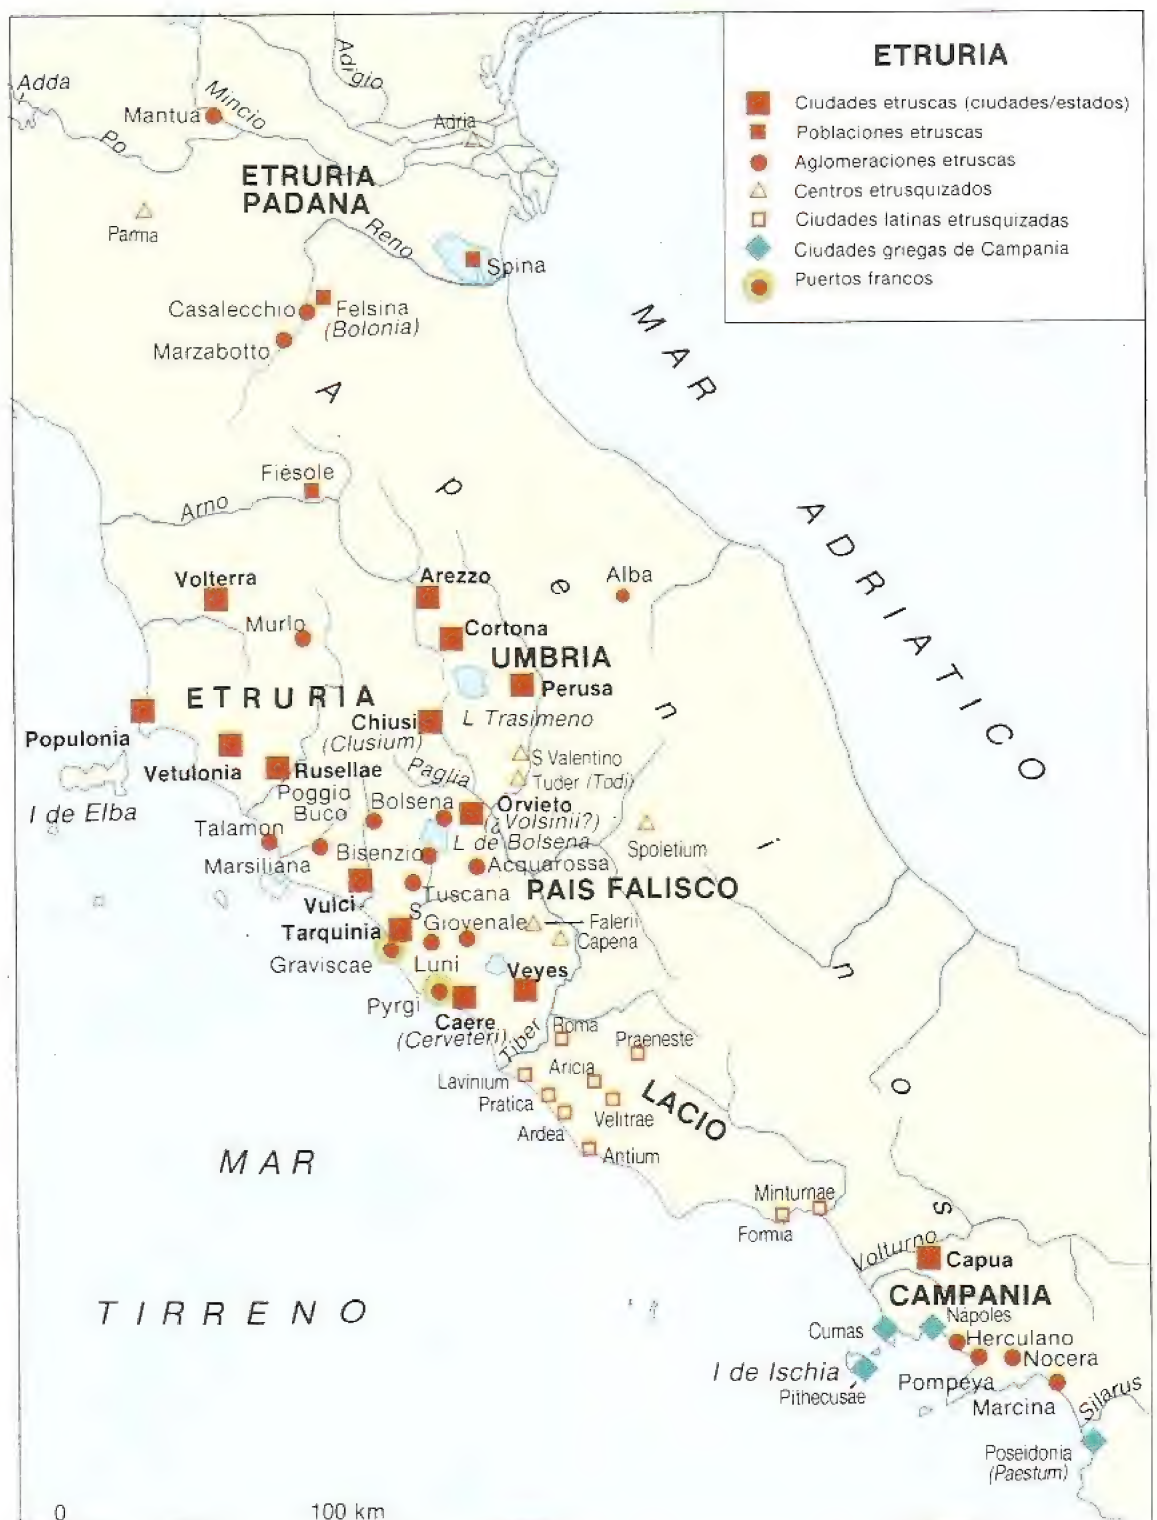 ETRURIA
Ciudades etruscas (ciudades/estados)
Poblaciones etruscas
Aglomeraciones etruscas
Centros etrusquizados
Ciudades latinas etrusquizadas
Ciudades griegas de Campania
Puertos francos
Adda
Adigio
Mincio
Mantua
Po
Adria
ETRURIA
PADANA
Parma
Reno
Spina
Casalecchio
Felsina
(Bolonia)
Marzabotto
MAR
ADRIATICO
Apeninos
Fiésole
Arno
Volterra
Arezzo
Alba
Murlo
Cortona
UMBRIA
Perusa
ETRURIA
L Trasimeno
Chiusi
(Clusium)
Populonia
Vetulonia
Rusellae
Paglia
S Valentino
Tuder (Todi)
I de Elba
Poggio
Buco
Bolsena
Orvieto
(¿Volsinii?)
L de Bolsena
Talamon
Marsiliana
Bisenzio
Acquarossa
Spoletium
Vulci
Tuscana
PAIS FALISCO
Tarquinia
S
Giovenale
Falerii
Capena
Graviscae
Luni
Veyes
Pyrgi
Caere
(Cerveteri)
Tiber
Roma
Praeneste
Lavinium
Aricia
Pratica
Velitrae
LACIO
Ardea
Antium
MAR
TIRRENO
Minturnae
Formia
Volturno
Capua
CAMPANIA
Cumas
Nápoles
Herculano
I de Ischia
Nocera
Pithecusae
Pompeya
Marcina
Silarus
Poseidonia
(Paestum)
0
100 km